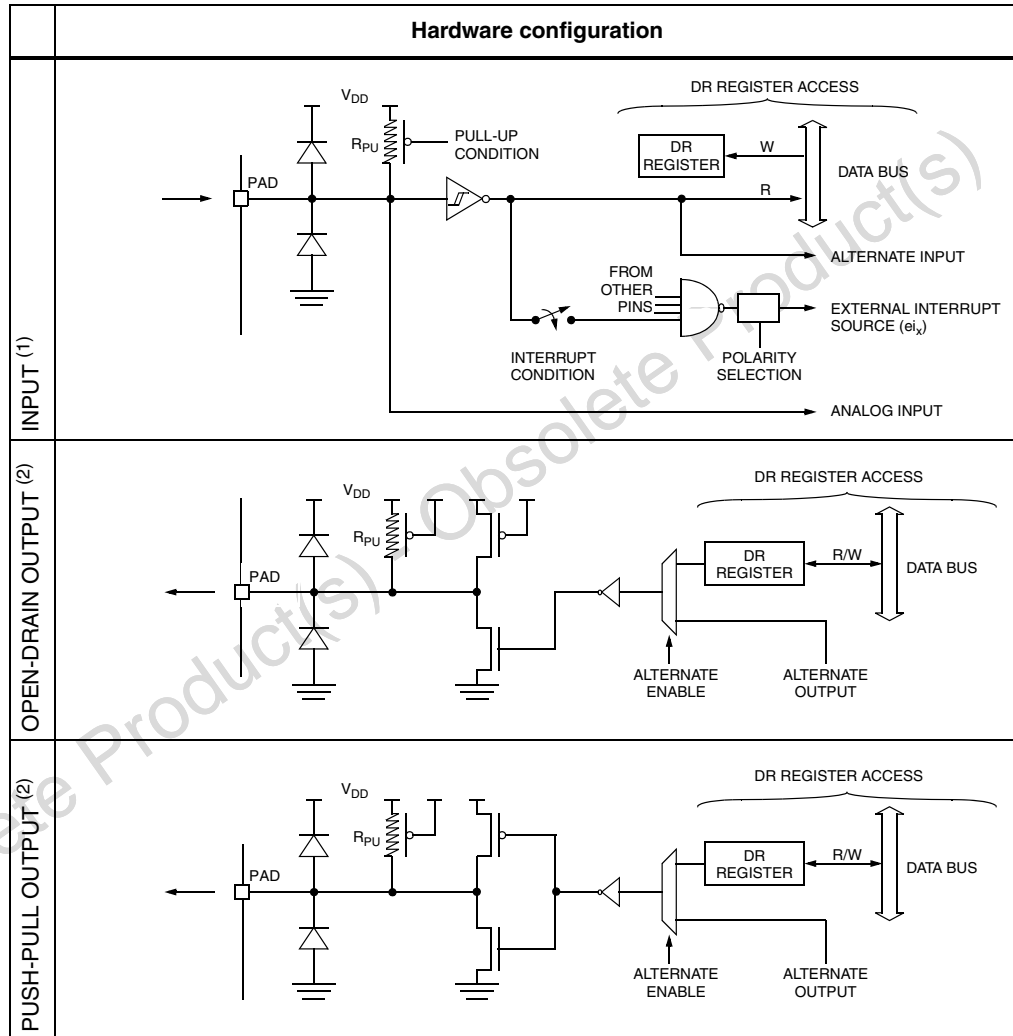 Hardware configuration
INPUT (1)
DR REGISTER ACCESS
VDD
RPU
PULL-UP
CONDITION
DR
REGISTER
W
DATA BUS
PAD
R
ALTERNATE INPUT
FROM
OTHER
PINS
EXTERNAL INTERRUPT
SOURCE (eix)
INTERRUPT
CONDITION
POLARITY
SELECTION
ANALOG INPUT
OPEN-DRAIN OUTPUT (2)
DR REGISTER ACCESS
VDD
RPU
DR
REGISTER
R/W
DATA BUS
PAD
ALTERNATE
ENABLE
ALTERNATE
OUTPUT
PUSH-PULL OUTPUT (2)
DR REGISTER ACCESS
VDD
RPU
DR
REGISTER
R/W
DATA BUS
PAD
ALTERNATE
ENABLE
ALTERNATE
OUTPUT
ete Product(s) - Obsolete Product(s)